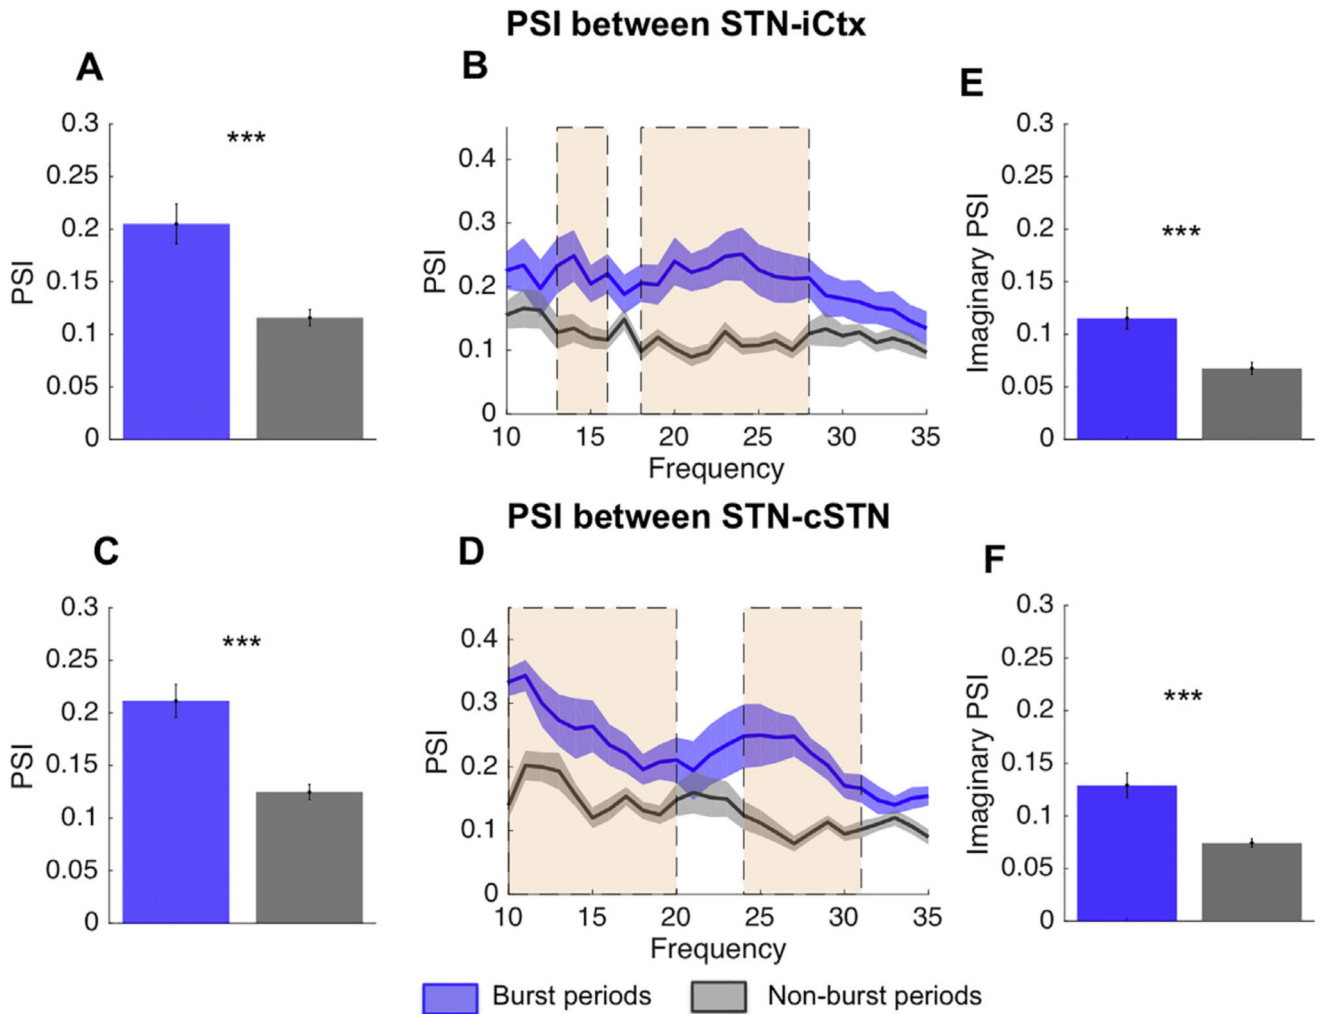 PSI between STN-iCtx
A
B
E
0.3
0.25
0.2
0.15
0.1
0.05
0
PSI
***
0.4
0.3
0.2
0.1
0
PSI
10 15 20 25 30 35
Frequency
0.3
0.25
0.2
0.15
0.1
0.05
0
Imaginary PSI
***
PSI between STN-cSTN
C
D
F
0.3
0.25
0.2
0.15
0.1
0.05
0
PSI
***
0.4
0.3
0.2
0.1
0
PSI
10 15 20 25 30 35
Frequency
0.3
0.25
0.2
0.15
0.1
0.05
0
Imaginary PSI
***
Burst periods
Non-burst periods